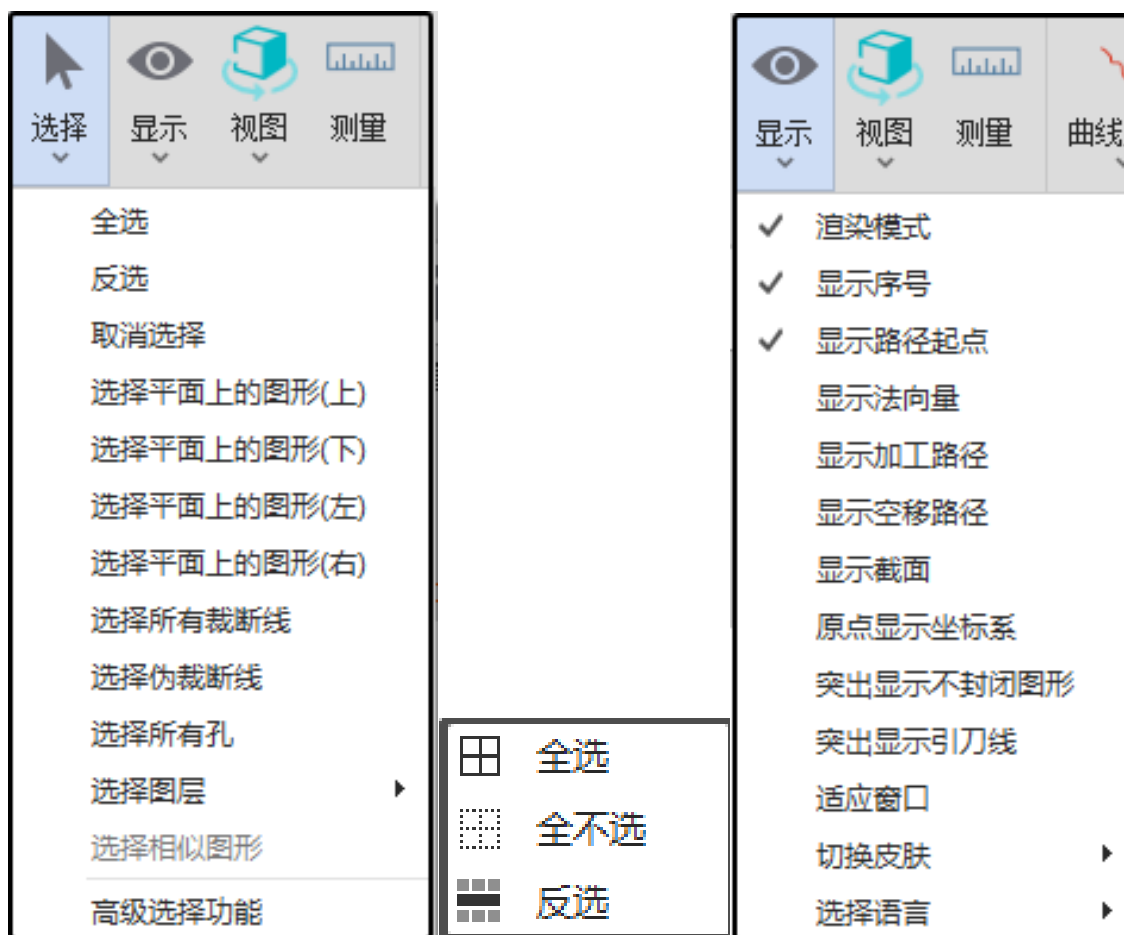 选择 显示 视图 测量
全选
反选
取消选择
选择平面上的图形(上)
选择平面上的图形(下)
选择平面上的图形(左)
选择平面上的图形(右)
选择所有裁断线
选择伪裁断线
选择所有孔
选择图层
选择相似图形
高级选择功能
全选
全不选
反选
显示 视图 测量 曲线
渲染模式
显示序号
显示路径起点
显示法向量
显示加工路径
显示空移路径
显示截面
原点显示坐标系
突出显示不封闭图形
突出显示引刀线
适应窗口
切换皮肤
选择语言